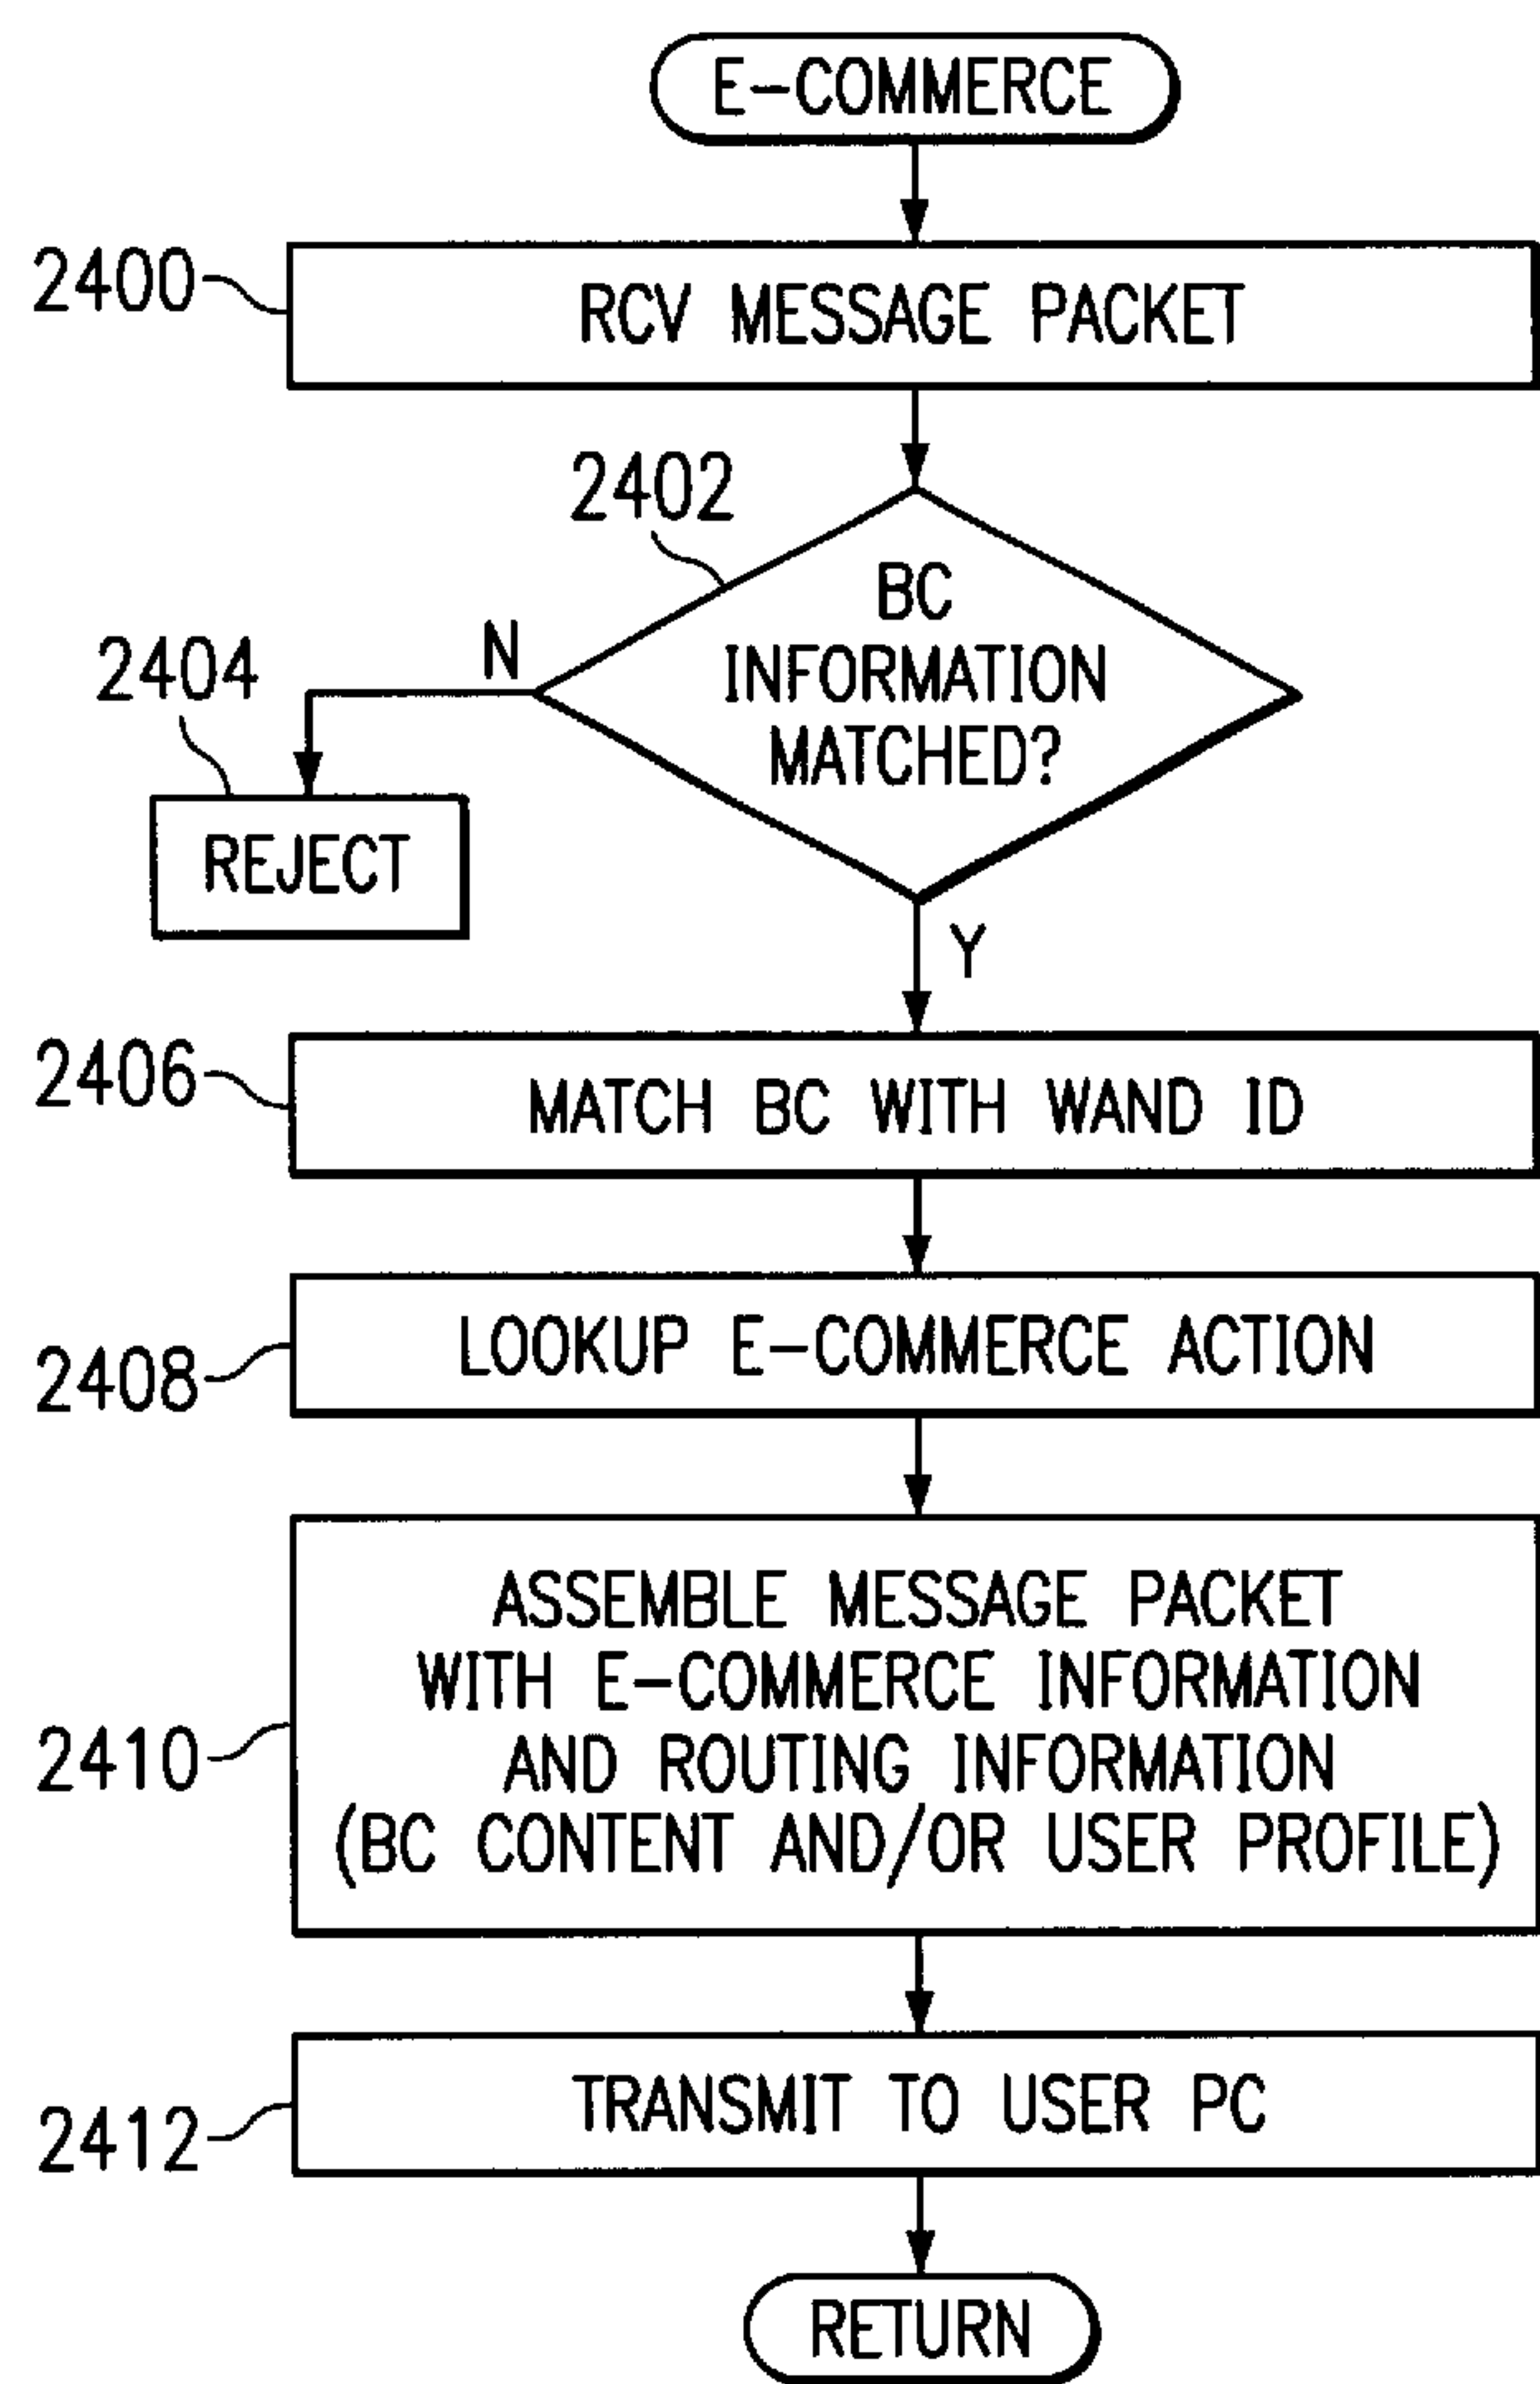 E-COMMERCE
2400
RCV MESSAGE PACKET
2402
BC
INFORMATION
MATCHED?
N
2404
REJECT
Y
2406
MATCH BC WITH WAND ID
LOOKUP E-COMMERCE ACTION
2408
ASSEMBLE MESSAGE PACKET
WITH E-COMMERCE INFORMATION
AND ROUTING INFORMATION
(BC CONTENT AND/OR USER PROFILE)
2410
TRANSMIT TO USER PC
2412
RETURN